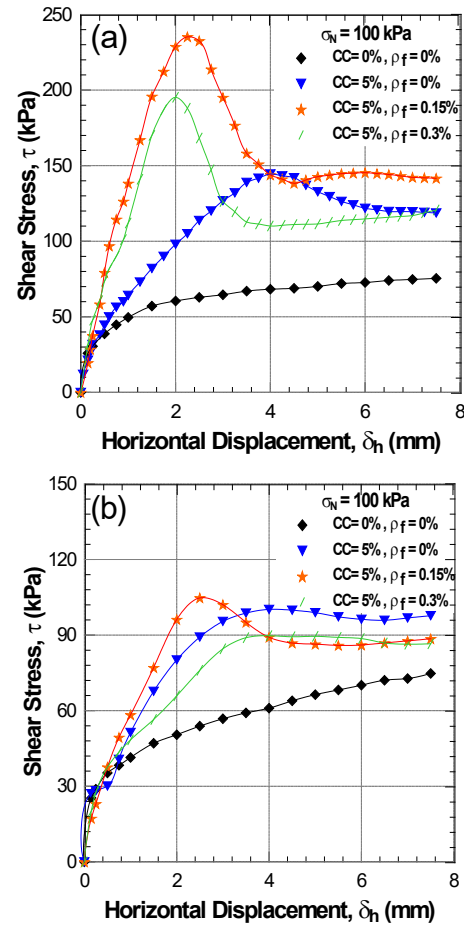 (a)
σN = 100 kPa
CC= 0% , ρf = 0%
CC= 5% , ρf = 0%
CC= 5% , ρf = 0.15%
CC= 5% , ρf = 0.3%
250
200
150
100
50
0
Shear Stress, τ (kPa)
0 2 4 6 8
Horizontal Displacement, δh (mm)
(b)
σN = 100 kPa
CC= 0% , ρf = 0%
CC= 5% , ρf = 0%
CC= 5% , ρf = 0.15%
CC= 5% , ρf = 0.3%
150
120
90
60
30
0
Shear Stress, τ (kPa)
0 2 4 6 8
Horizontal Displacement, δh (mm)